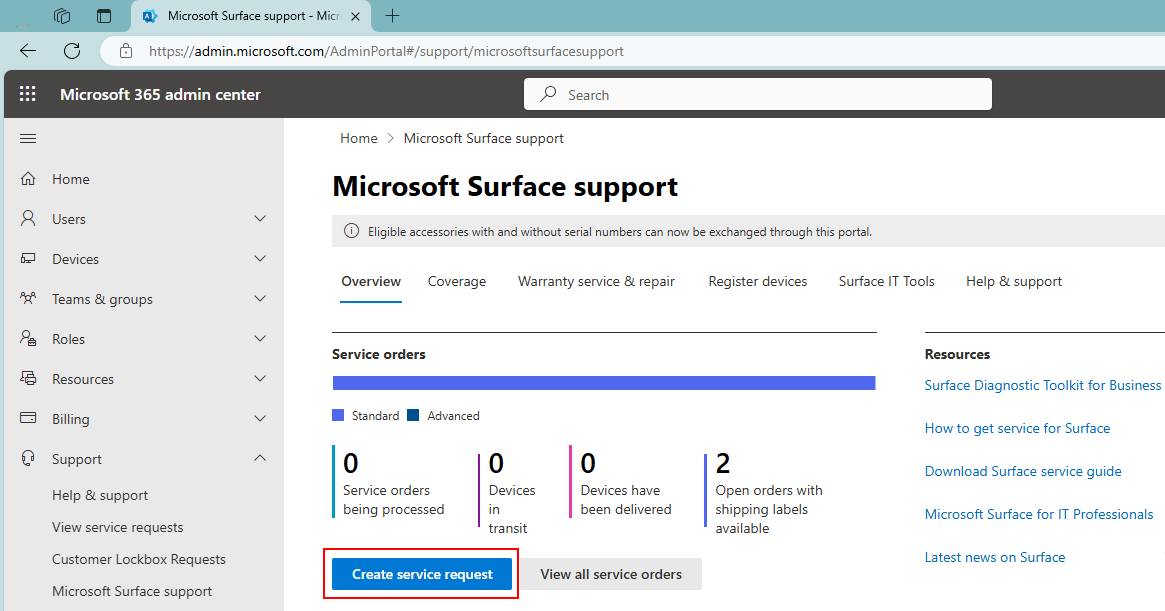 Microsoft Surface support - Micr
https://admin.microsoft.com/AdminPortal#/support/microsoftsurfacesupport
Microsoft 365 admin center
Search
Home
Users
Devices
Teams & groups
Roles
Resources
Billing
Support
Help & support
View service requests
Customer Lockbox Requests
Microsoft Surface support
Home > Microsoft Surface support
Microsoft Surface support
Eligible accessories with and without serial numbers can now be exchanged through this portal.
Overview Coverage Warranty service & repair Register devices Surface IT Tools Help & support
Service orders
Standard Advanced
0
Service orders
being processed
0
Devices
in
transit
0
Devices have
been delivered
2
Open orders with
shipping labels
available
Create service request
View all service orders
Resources
Surface Diagnostic Toolkit for Business
How to get service for Surface
Download Surface service guide
Microsoft Surface for IT Professionals
Latest news on Surface